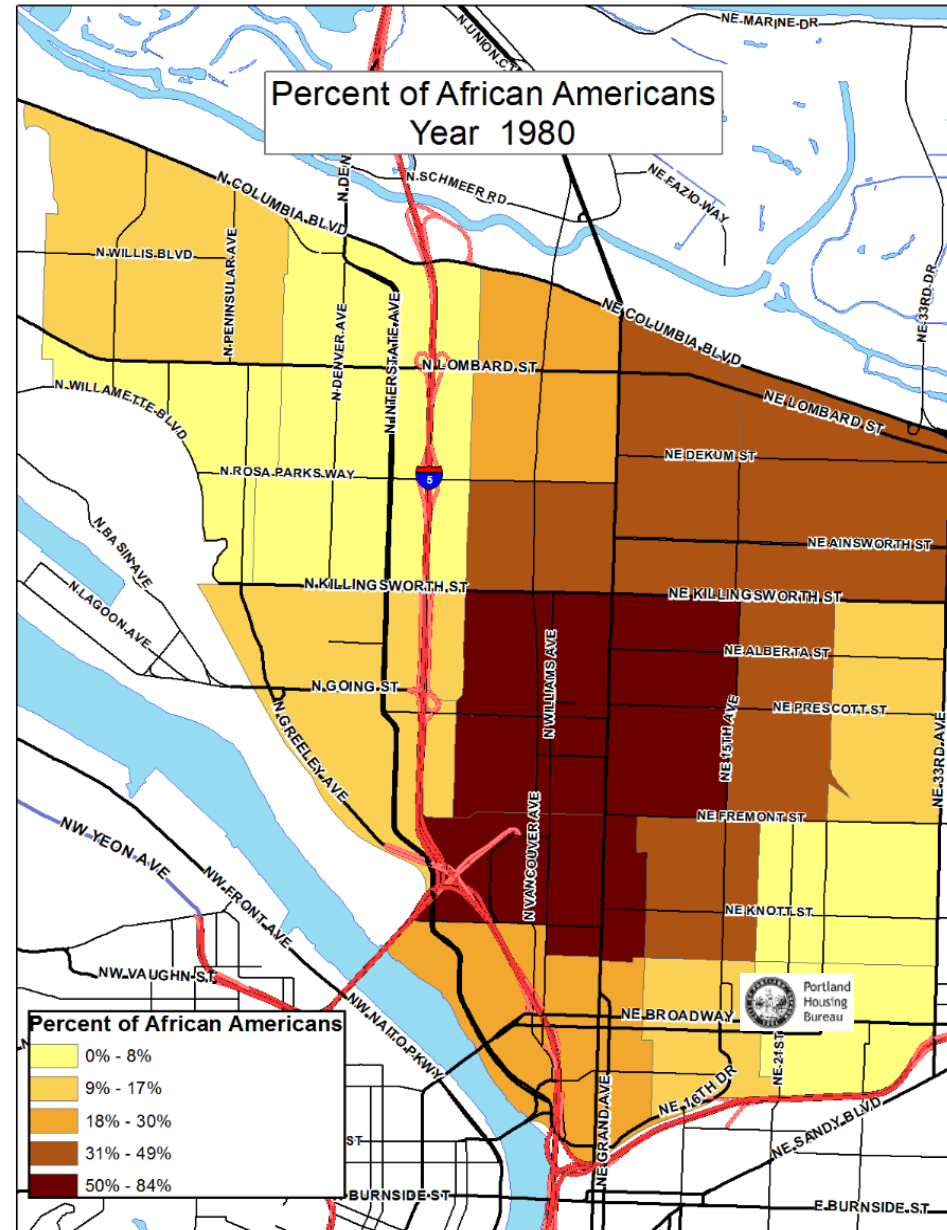 NE MARINE DR
N UNION CT
Percent of African Americans
Year 1980
N DEN
N SCHMEER RD
NE FAZIO WAY
N COLUMBIA BLVD
N WILLIS BLVD
N PENINSULAR AVE
N DENVER AVE
N INTERSTATE AVE
NE COLUMBIA BLVD
NE 33RD DR
N LOMBARD ST
NE LOMBARD ST
N WILLAMETTE BLVD
NE DEKUM ST
N ROSA PARKS WAY
5
N BASIN AVE
NE AINSWORTH ST
N LAGOON AVE
N KILLINGSWORTH ST
NE KILLINGSWORTH ST
NE ALBERTA ST
N WILLIAMS AVE
N GOING ST
NE PRESCOTT ST
NE 15TH AVE
NE 33RD AVE
N GREELEY AVE
NE FREMONT ST
NW YEON AVE
N VANCOUVER AVE
NW FRONT AVE
NE KNOTT ST
NW VAUGHN ST
Portland
Housing
Bureau
NE BROADWAY
NW NAITO PKWY
NE 21ST
NE 16TH DR
NE GRAND AVE
NE SANDY BLVD
Percent of African Americans
0% - 8%
9% - 17%
18% - 30%
31% - 49%
50% - 84%
ST
BURNSIDE ST
E BURNSIDE ST